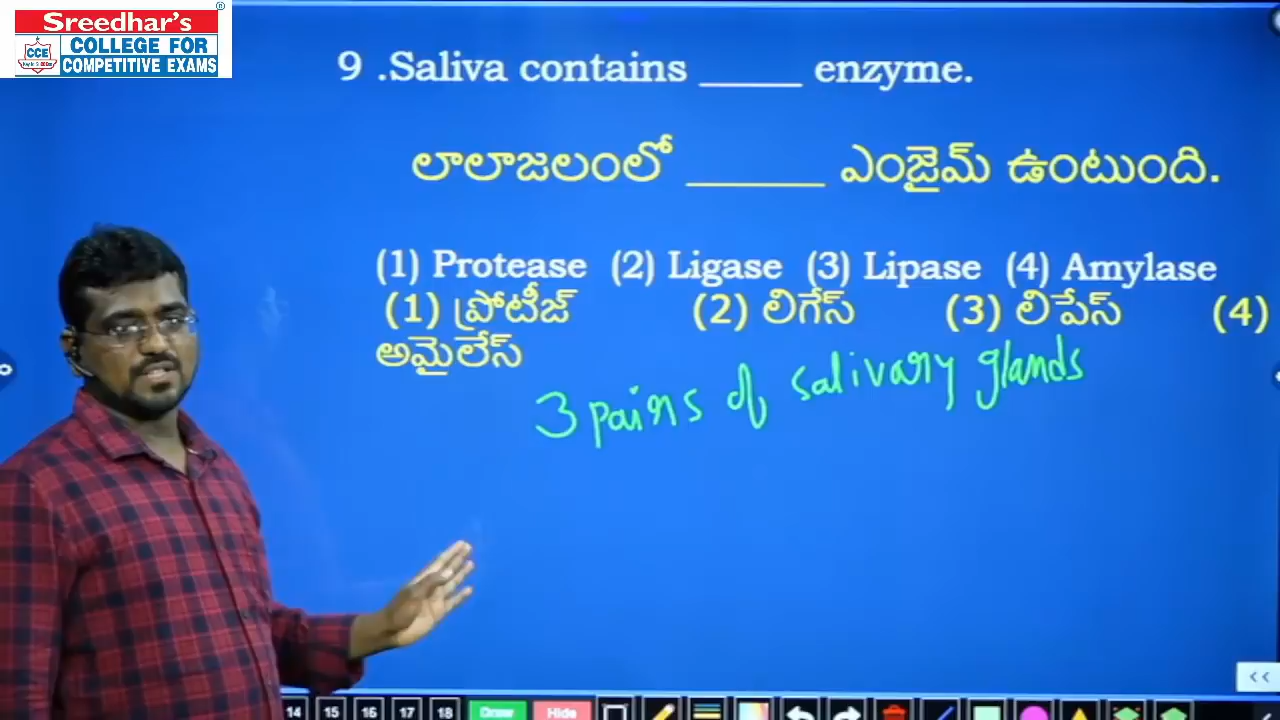 Sreedhar's
CCE
COLLEGE FOR
COMPETITIVE EXAMS
9 .Saliva contains _____ enzyme.
లాలాజలంలో _______ ఎంజైమ్ ఉంటుంది.
(1) Protease (2) Ligase (3) Lipase (4) Amylase
(1) ప్రోటీజ్ (2) లిగేస్ (3) లిపేస్ (4)
అమైలేస్
3 pairs of salivary glands
14 15 16 17 18 Draw Hide
<<